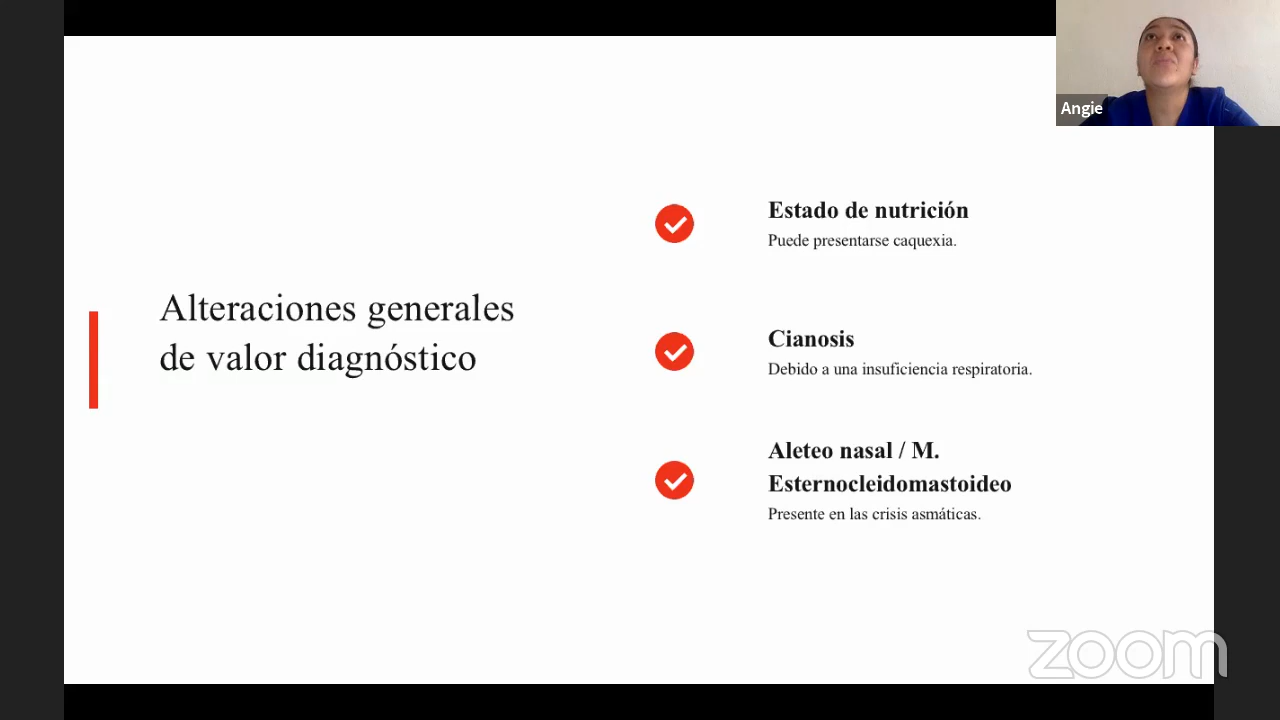 Angie
Alteraciones generales
de valor diagnóstico
Estado de nutrición
Puede presentarse caquexia.
Cianosis
Debido a una insuficiencia respiratoria.
Aleteo nasal / M.
Esternocleidomastoideo
Presente en las crisis asmáticas.
zoom